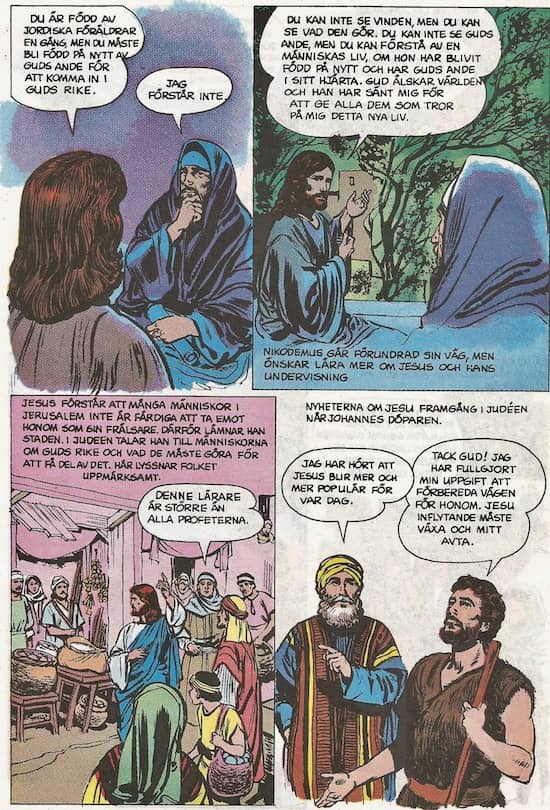 DU ÄR FÖDD AV
JORDISKA FÖRÄLDRAR
EN GÅNG, MEN DU MÅSTE
BLI FÖDD PÅ NYTT AV
GUDS ANDE FÖR
ATT KOMMA IN I
GUDS RIKE.
JAG
FÖRSTÅR INTE.
DU KAN INTE SE VINDEN, MEN DU KAN
SE VAD DEN GÖR. DU KAN INTE SE GUDS
ANDE, MEN DU KAN FÖRSTÅ AV EN
MÄNNISKAS LIV, OM HON HAR BLIVIT
FÖDD PÅ NYTT OCH HAR GUDS ANDE
I SITT HJÄRTA. GUD ÄLSKAR VÄRLDEN
OCH HAN HAR SÄNT MIG FÖR
ATT GE ALLA DEM SOM TROR
PÅ MIG DETTA NYA LIV.
NIKODEMUS GÅR FÖRUNDRAD SIN VÄG, MEN
ÖNSKAR LÄRA MER OM JESUS OCH HANS
UNDERVISNING
JESUS FÖRSTÅR ATT MÅNGA MÄNNISKOR I
JERUSALEM INTE ÄR FÄRDIGA ATT TA EMOT
HONOM SOM SIN FRÄLSARE. DÄRFÖR LÄMNAR HAN
STADEN. I JUDEEN TALAR HAN TILL MÄNNISKORNA
OM GUDS RIKE OCH VAD DE MÅSTE GÖRA FÖR
ATT FÅ DEL AV DET. HÄR LYSSNAR FOLKET
UPPMÄRKSAMT.
DENNE LÄRARE
ÄR STÖRRE ÄN
ALLA PROFETERNA.
NYHETERNA OM JESU FRAMGÅNG I JUDÉEN
NÅR JOHANNES DÖPAREN.
JAG HAR HÖRT ATT
JESUS BLIR MER OCH
MER POPULÄR FÖR
VAR DAG.
TACK GUD! JAG
HAR FULLGJORT
MIN UPPGIFT ATT
FÖRBEREDA VÄGEN
FÖR HONOM. JESU
INFLYTANDE MÅSTE
VÄXA OCH MITT
AVTA.